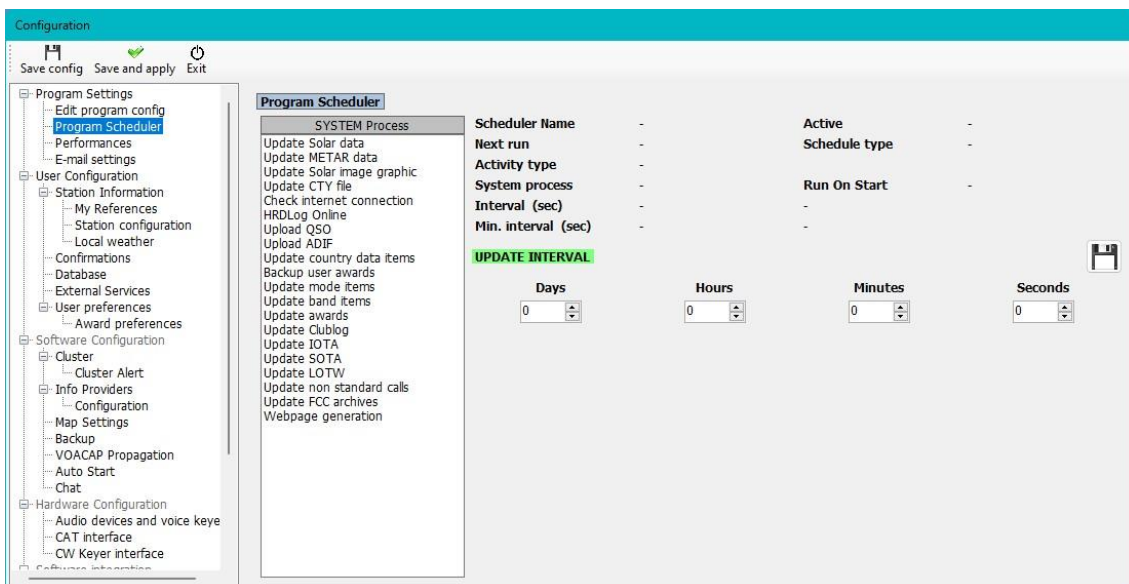 Configuration
Save config Save and apply Exit
Program Settings
Edit program config
Program Scheduler
Performances
E-mail settings
User Configuration
Station Information
My References
Station configuration
Local weather
Confirmations
Database
External Services
User preferences
Award preferences
Software Configuration
Cluster
Cluster Alert
Info Providers
Configuration
Map Settings
Backup
VOACAP Propagation
Auto Start
Chat
Hardware Configuration
Audio devices and voice keye
CAT interface
CW Keyer interface
Software integration
Program Scheduler
SYSTEM Process
Update Solar data
Update METAR data
Update Solar image graphic
Update CTY file
Check internet connection
HRDLog Online
Upload QSO
Upload ADIF
Update country data items
Backup user awards
Update mode items
Update band items
Update awards
Update Clublog
Update IOTA
Update SOTA
Update LOTW
Update non standard calls
Update FCC archives
Webpage generation
Scheduler Name - Active -
Next run - Schedule type -
Activity type -
System process - Run On Start -
Interval (sec) - -
Min. interval (sec) - -
UPDATE INTERVAL
Days Hours Minutes Seconds
0 0 0 0